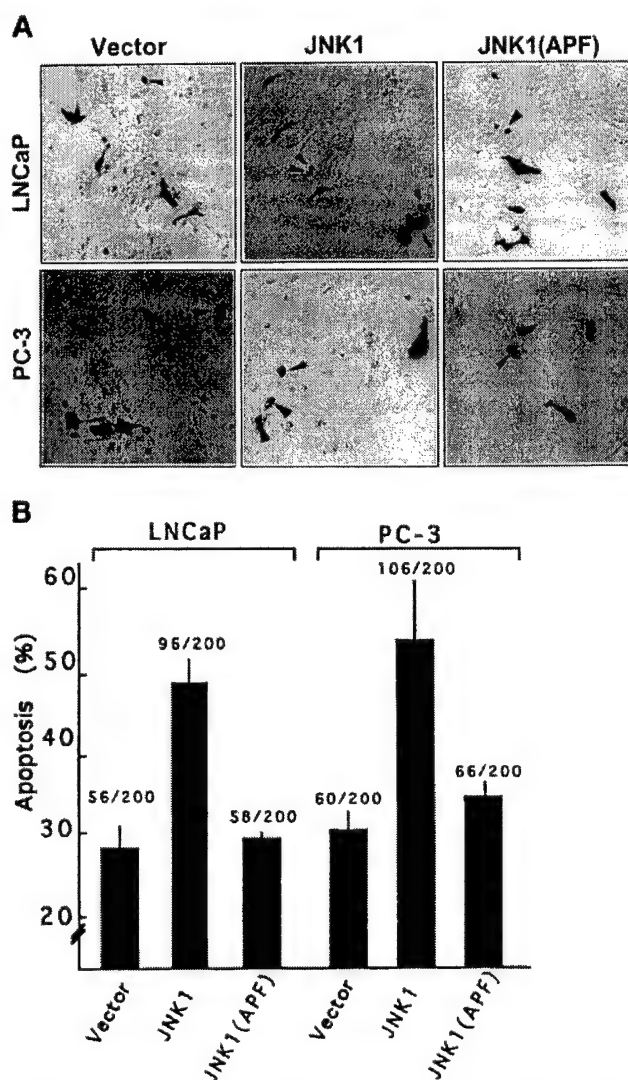 A
Vector JNK1 JNK1(APF)
LNCaP
PC-3
B
LNCaP PC-3
Apoptosis (%)
60
50
40
30
20
56/200
96/200
58/200
60/200
106/200
66/200
Vector
JNK1
JNK1(APF)
Vector
JNK1
JNK1(APF)